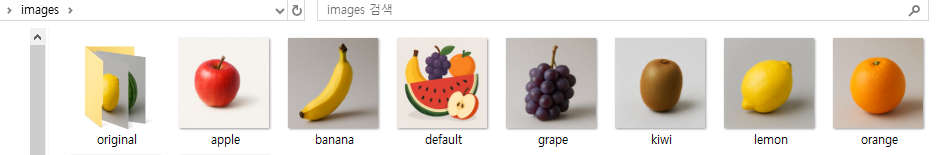 images
images 검색
original
apple
banana
default
grape
kiwi
lemon
orange